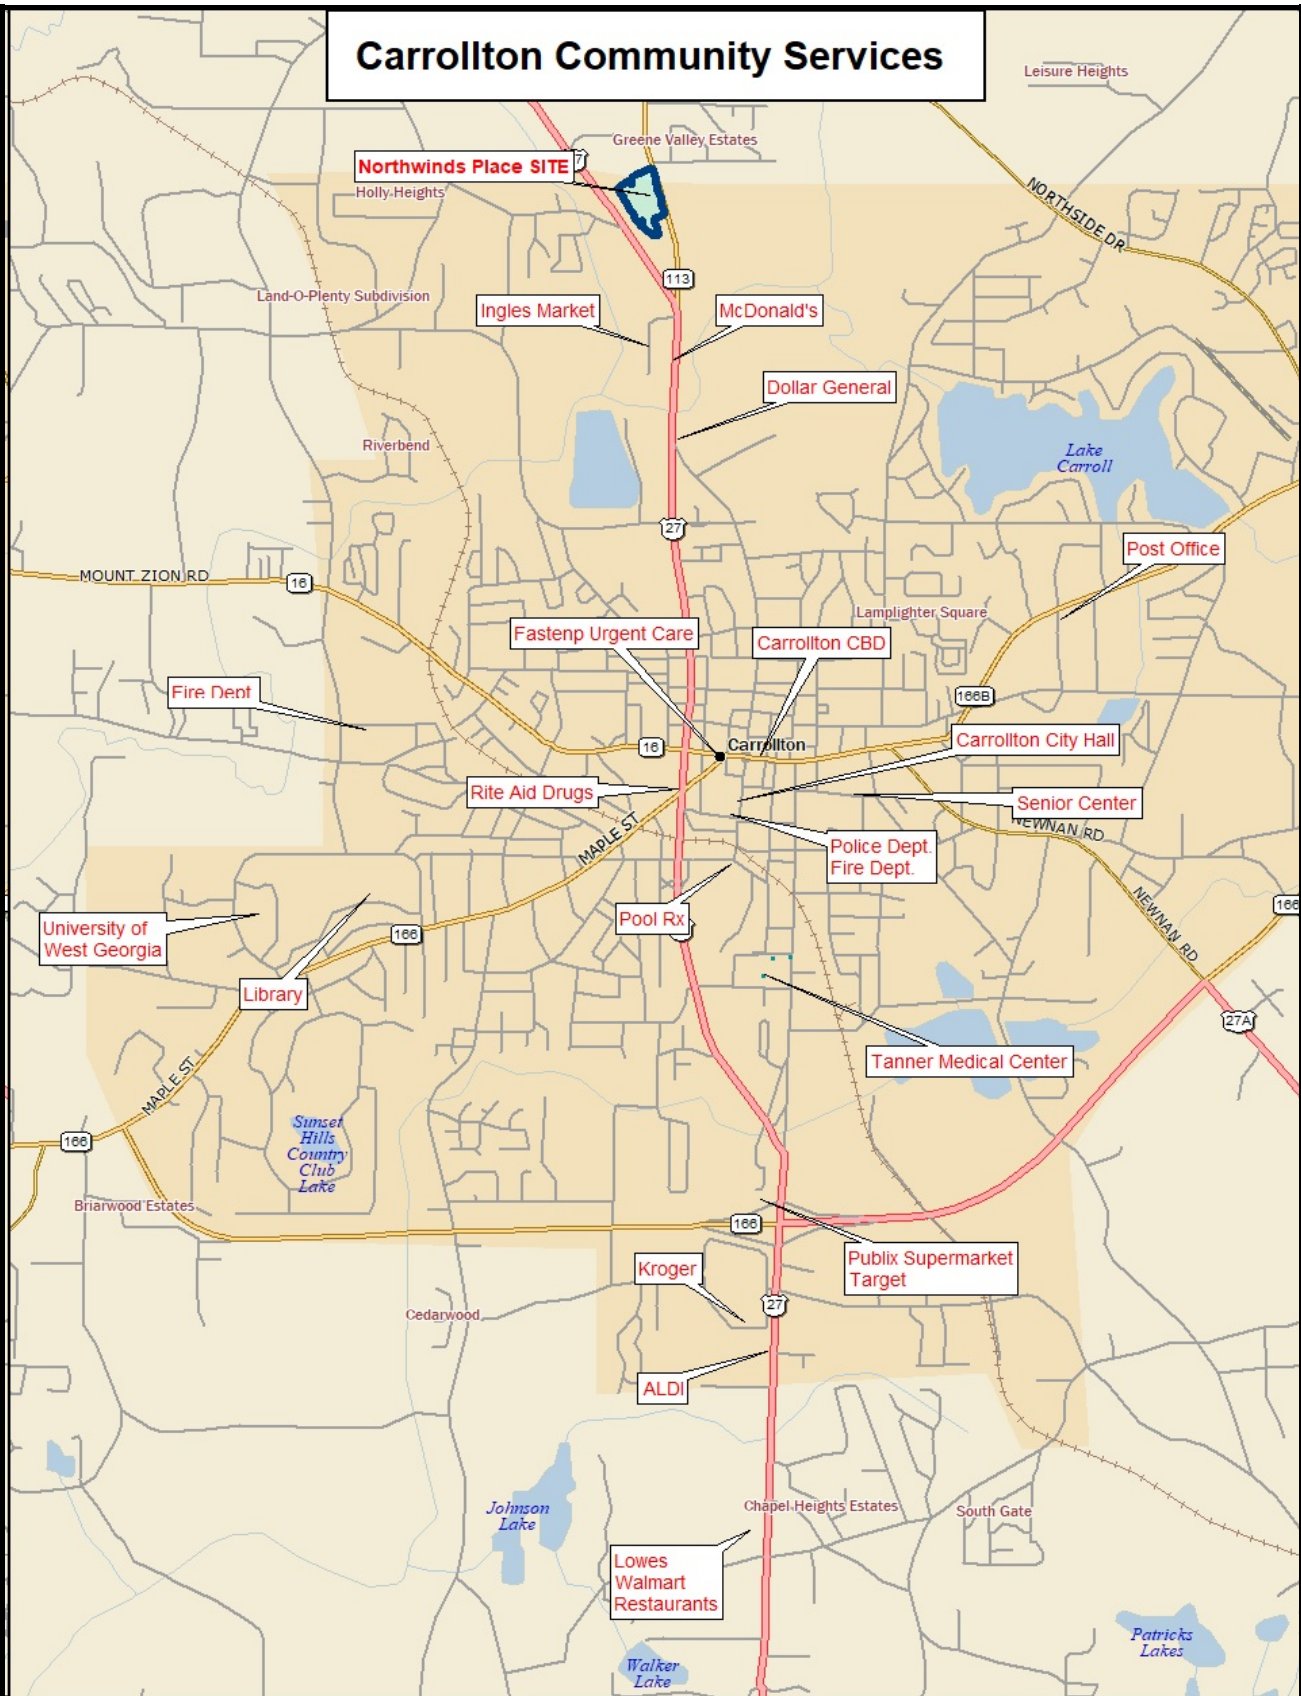 Carrollton Community Services
Leisure Heights
Greene Valley Estates
Northwinds Place SITE
7
Holly Heights
NORTHSIDE DR
113
Land-O-Plenty Subdivision
Ingles Market
McDonald's
Dollar General
Riverbend
Lake
Carroll
27
Post Office
MOUNT ZION RD
16
Lamplighter Square
Fastenp Urgent Care
Carrollton CBD
Fire Dept
166B
16
Carrollton
Carrollton City Hall
Rite Aid Drugs
Senior Center
NEWNAN RD
MAPLE ST
Police Dept.
Fire Dept.
Pool Rx
NEWNAN RD
166
University of
West Georgia
166
Library
27A
Tanner Medical Center
MAPLE ST
166
Sunset
Hills
Country
Club
Lake
Briarwood Estates
166
Publix Supermarket
Target
Kroger
27
Cedarwood
ALDI
Johnson
Lake
Chapel Heights Estates
South Gate
Lowes
Walmart
Restaurants
Patricks
Lakes
Walker
Lake